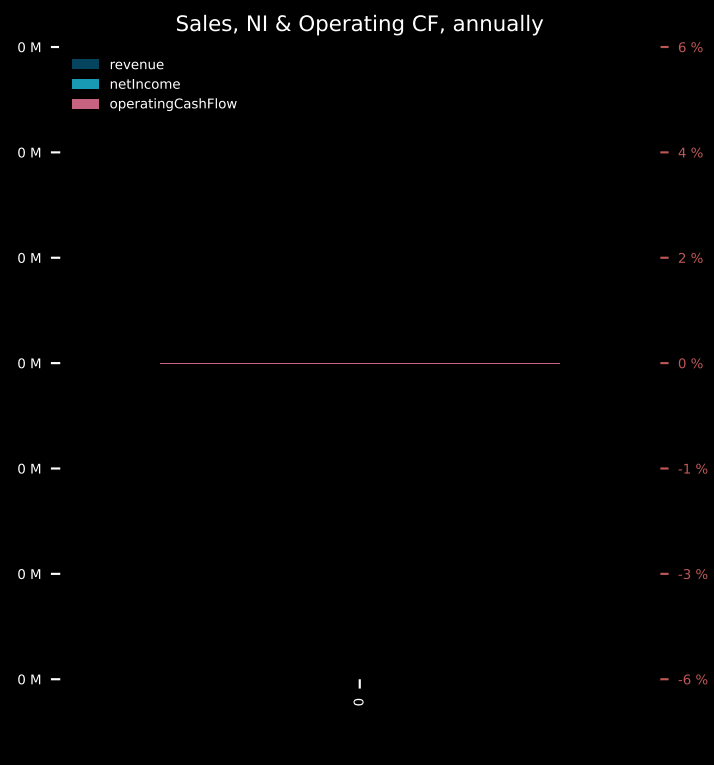 Sales, NI & Operating CF, annually
0 M
6 %
revenue
netIncome
operatingCashFlow
0 M
4 %
0 M
2 %
0 M
0 %
0 M
-1 %
0 M
-3 %
0 M
-6 %
0